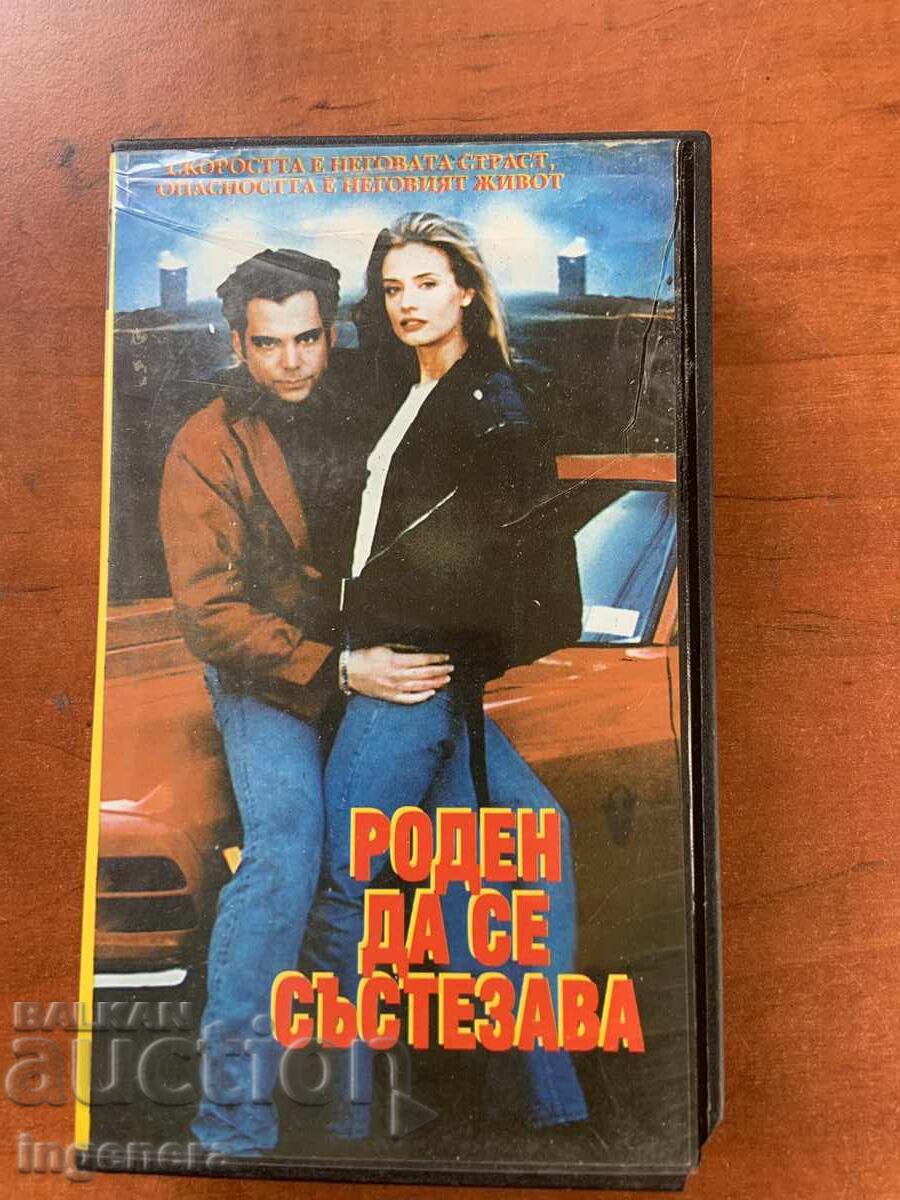 СКОРОСТТА Е НЕГОВАТА СТРАСТ,
ОПАСНОСТТА Е НЕГОВИЯТ ЖИВОТ
РОДЕН
ДА СЕ
СЪСТЕЗАВА
BALKAN
auction
ingenera